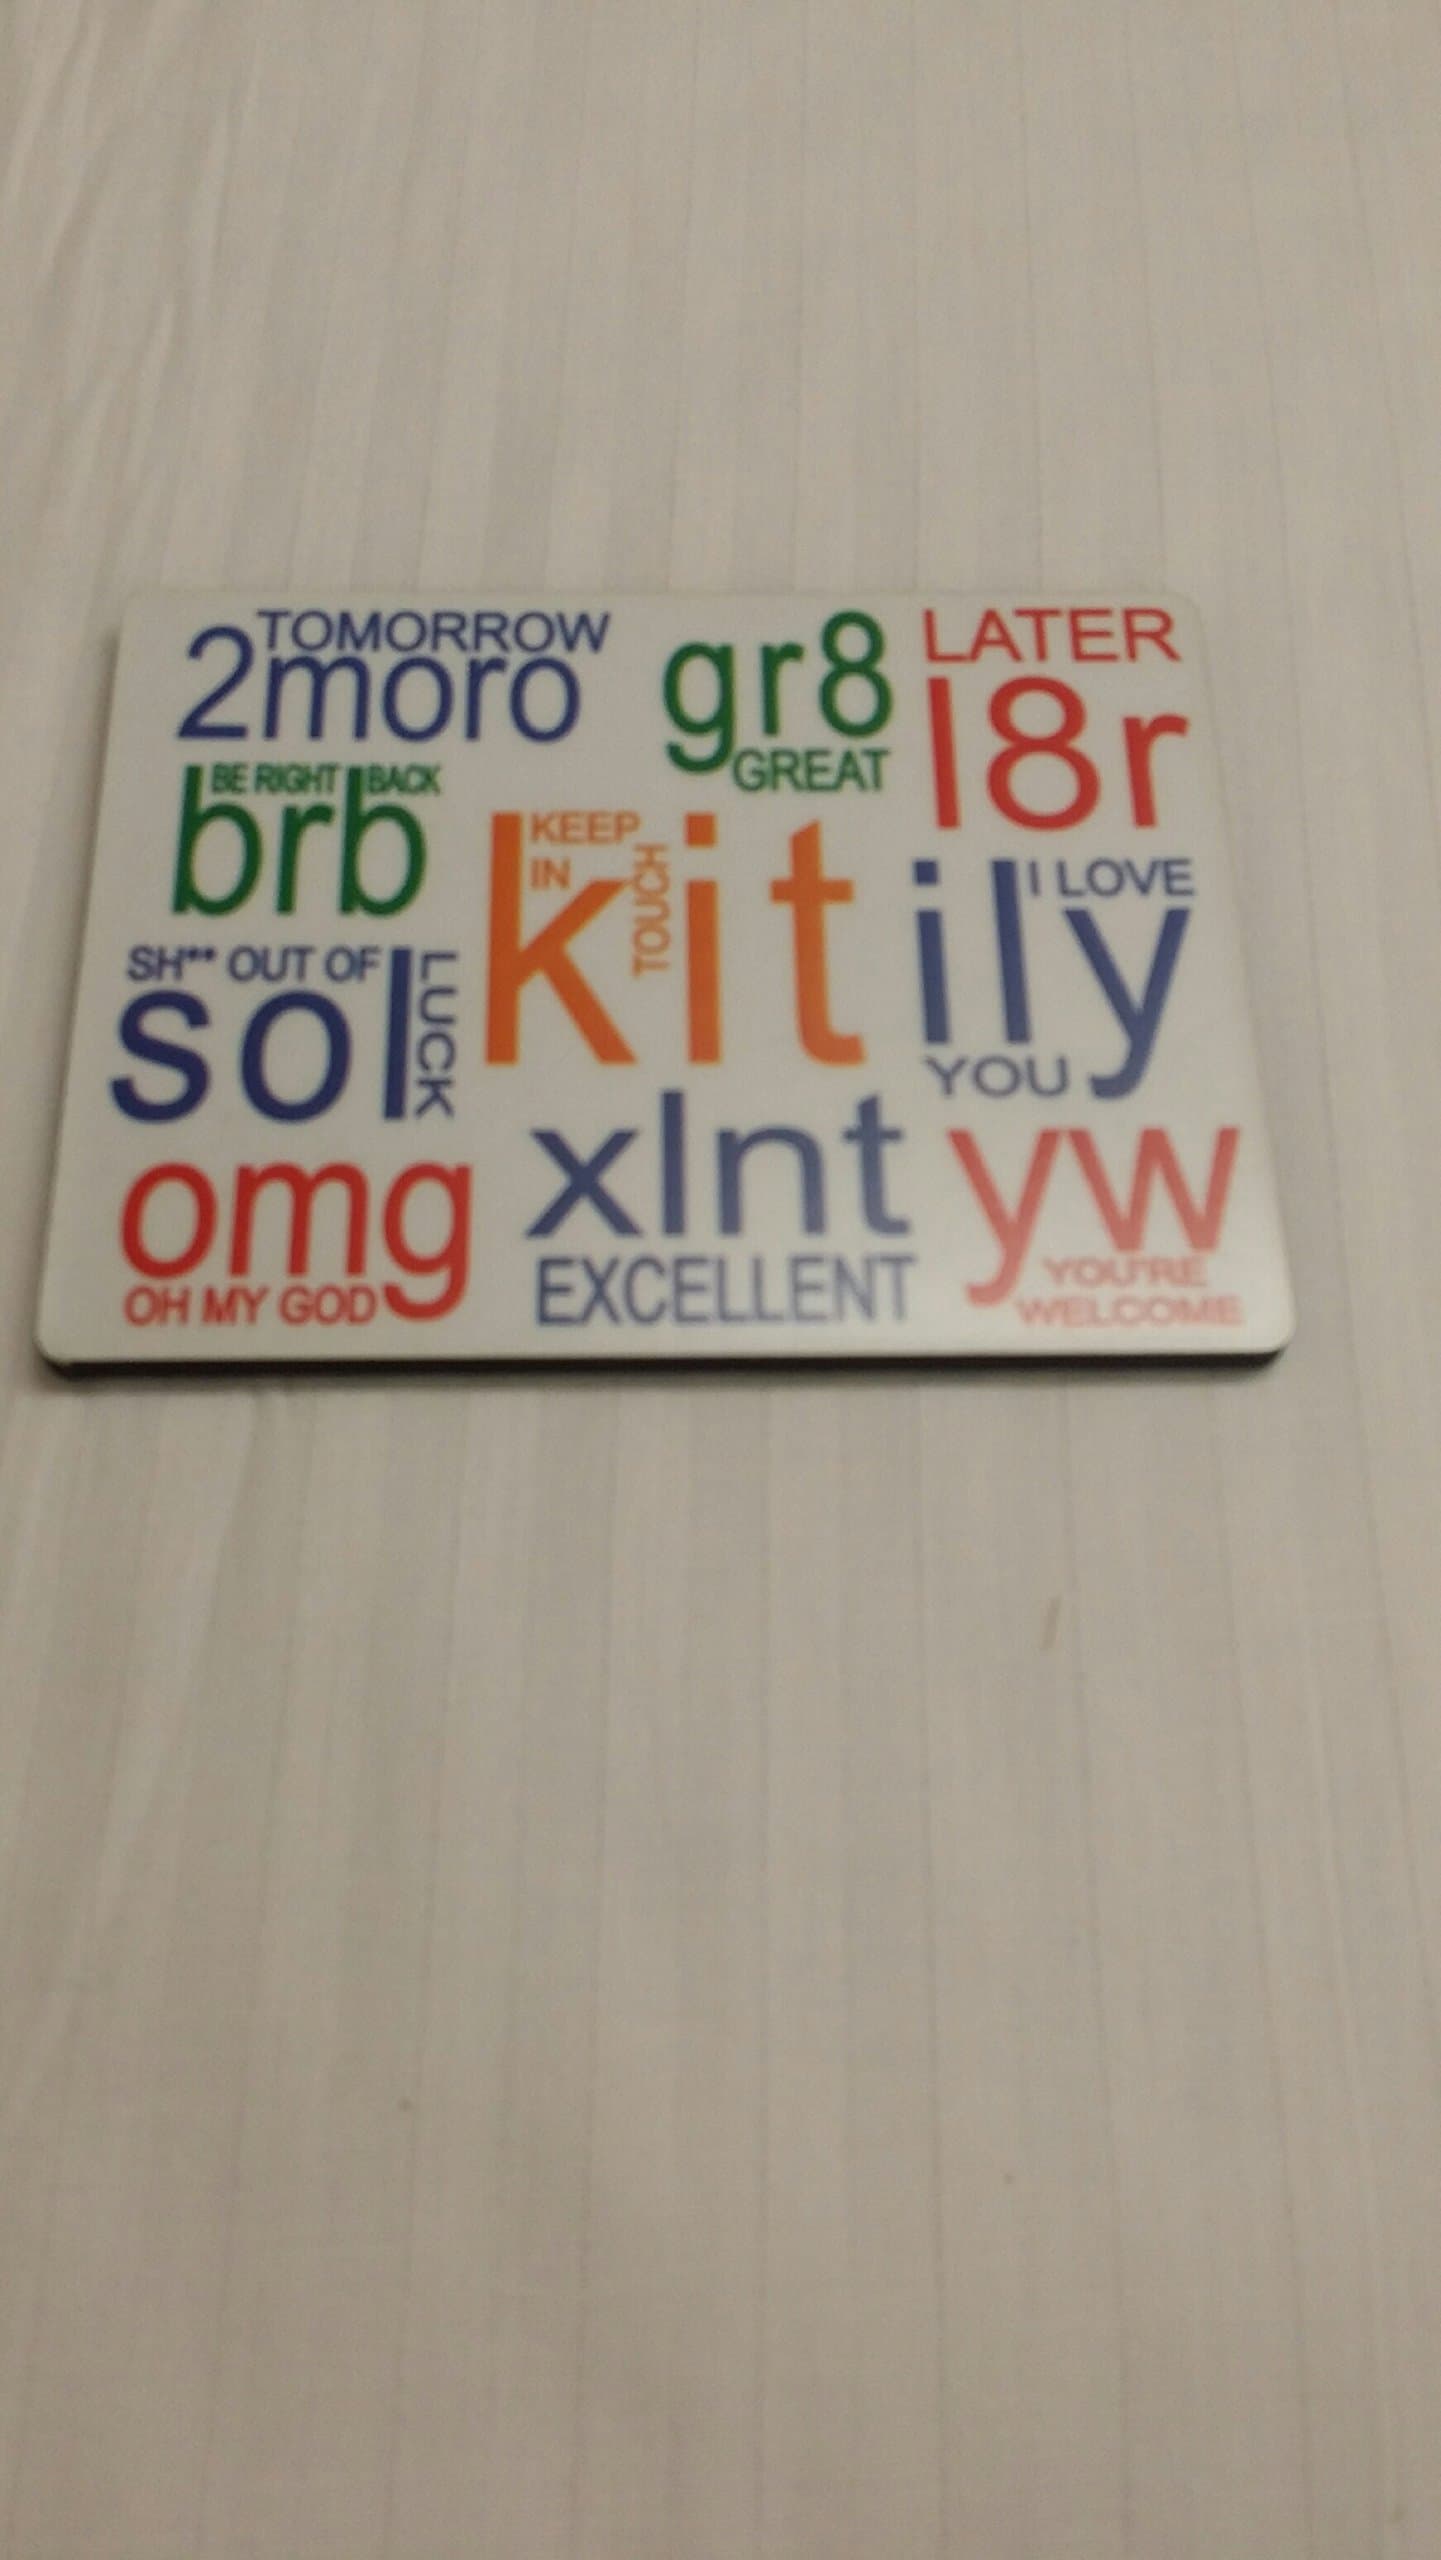 TOMORROW
2moro
gr8
GREAT
LATER
l8r
BE RIGHT BACK
brb
KEEP
IN
TOUCH
kit
I LOVE
ily
YOU
SH** OUT OF
LUCK
sol
omg
OH MY GOD
xlnt
EXCELLENT
yw
YOU'RE
WELCOME